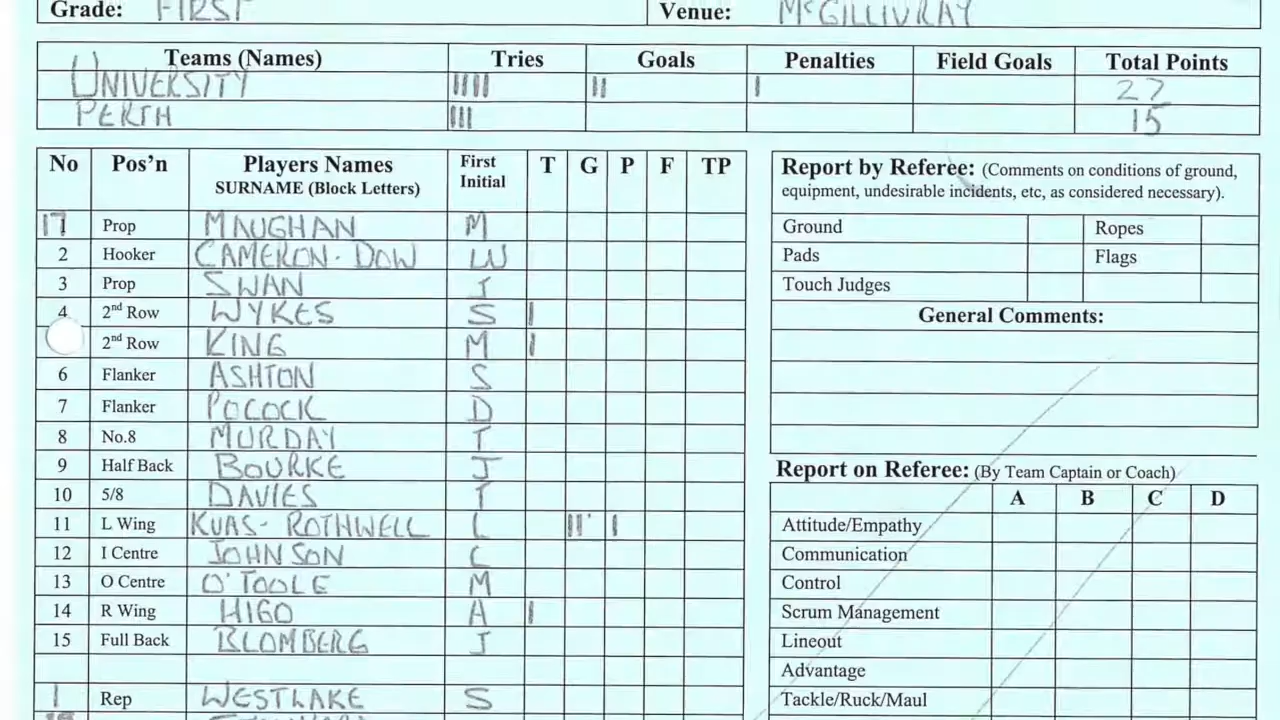 Grade: FIRST Venue: McGILLIVRAY
Teams (Names) Tries Goals Penalties Field Goals Total Points
UNIVERSITY |||| || | 27
PERTH ||| 15
No Pos'n Players Names SURNAME (Block Letters) First Initial T G P F TP
17 Prop MAUGHAN M
2 Hooker CAMERON-DOW W
3 Prop SWAN J
4 2nd Row WYKES S |
2nd Row KING M |
6 Flanker ASHTON S
7 Flanker POCOCK D
8 No.8 MURDAY T
9 Half Back BOURKE J
10 5/8 DAVIES T
11 L Wing KUAS-ROTHWELL L || |
12 I Centre JOHNSON C
13 O Centre O'TOOLE M
14 R Wing HIGO A |
15 Full Back BLOMBERG J
1 Rep WESTLAKE S
Report by Referee: (Comments on conditions of ground,
equipment, undesirable incidents, etc, as considered necessary).
Ground Ropes
Pads Flags
Touch Judges
General Comments:
Report on Referee: (By Team Captain or Coach)
A B C D
Attitude/Empathy
Communication
Control
Scrum Management
Lineout
Advantage
Tackle/Ruck/Maul